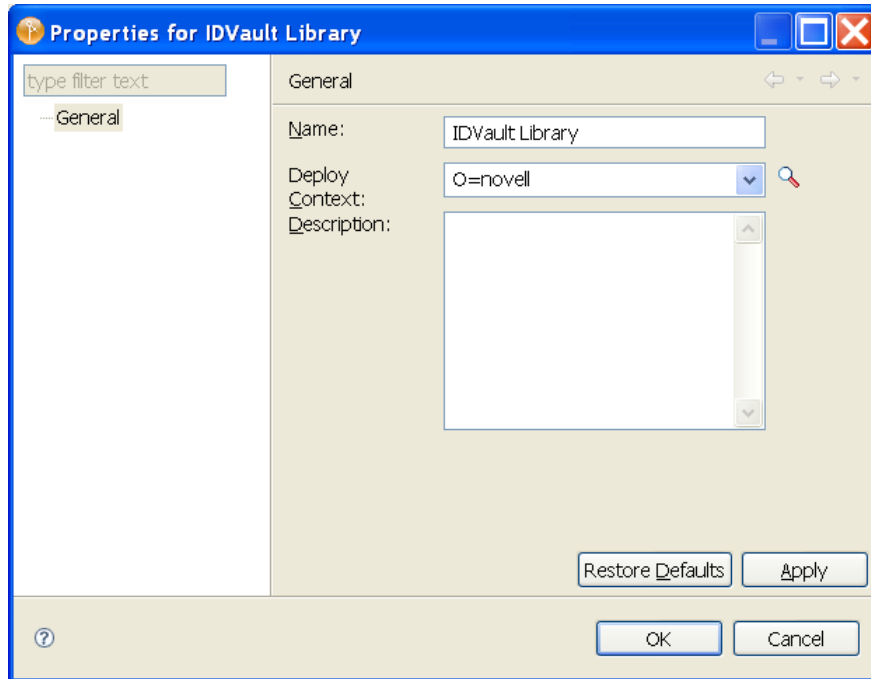 Properties for IDVault Library
type filter text
General
General
Name:
IDVault Library
Deploy
Context:
O=novell
Description:
Restore Defaults
Apply
?
OK
Cancel